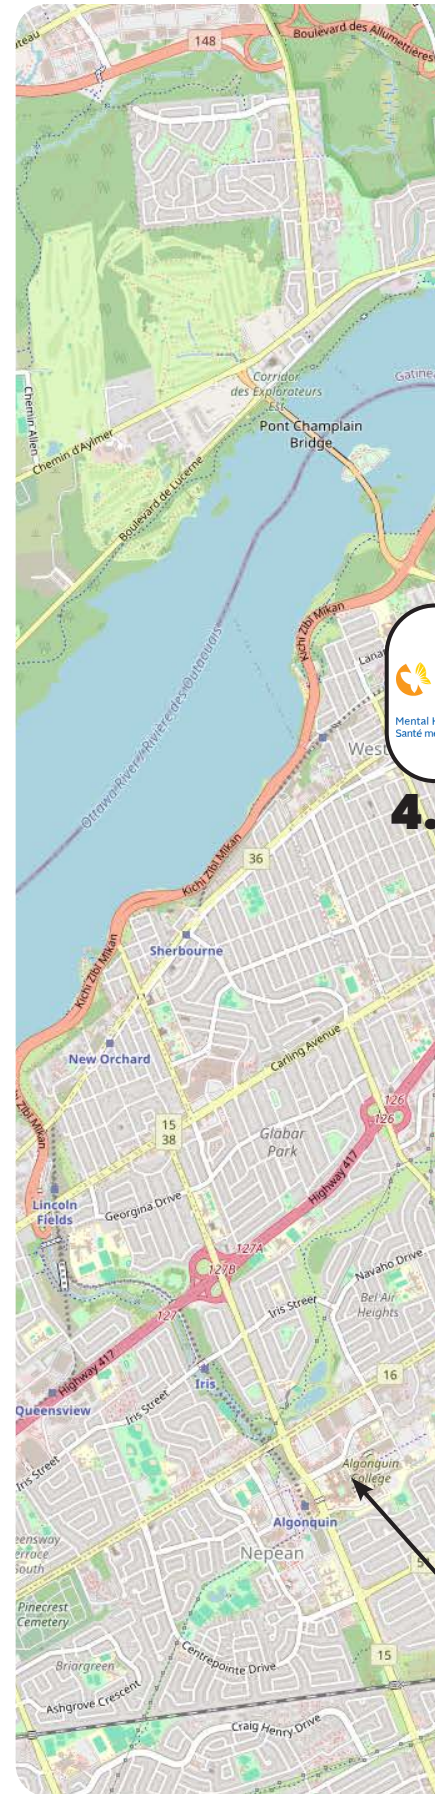 148
Boulevard des Allumettières
Gatine
Corridor
des Explorateurs
Est
Pont Champlain
Bridge
Chemin Allen
Chemin d'Aylmer
Boulevard de Lucerne
Kichi Zibi Mikan
Ottawa River / Rivière des Outaouais
Mental H
Santé me
West
4.
36
Kichi Zibi Mikan
Sherbourne
Kichi Zibi Mikan
New Orchard
Carling Avenue
126
126
15
38
Glabar
Park
Highway 417
Lincoln
Fields
Georgina Drive
127A
127B
127
Navaho Drive
Iris Street
Bel Air
Heights
Highway 417
Iris
16
Queensview
Iris Street
Iris Street
Algonquin
College
Algonquin
Nepean
Pinecrest
Cemetery
Briargreen
Centrepointe Drive
15
Ashgrove Crescent
Craig Henry Drive